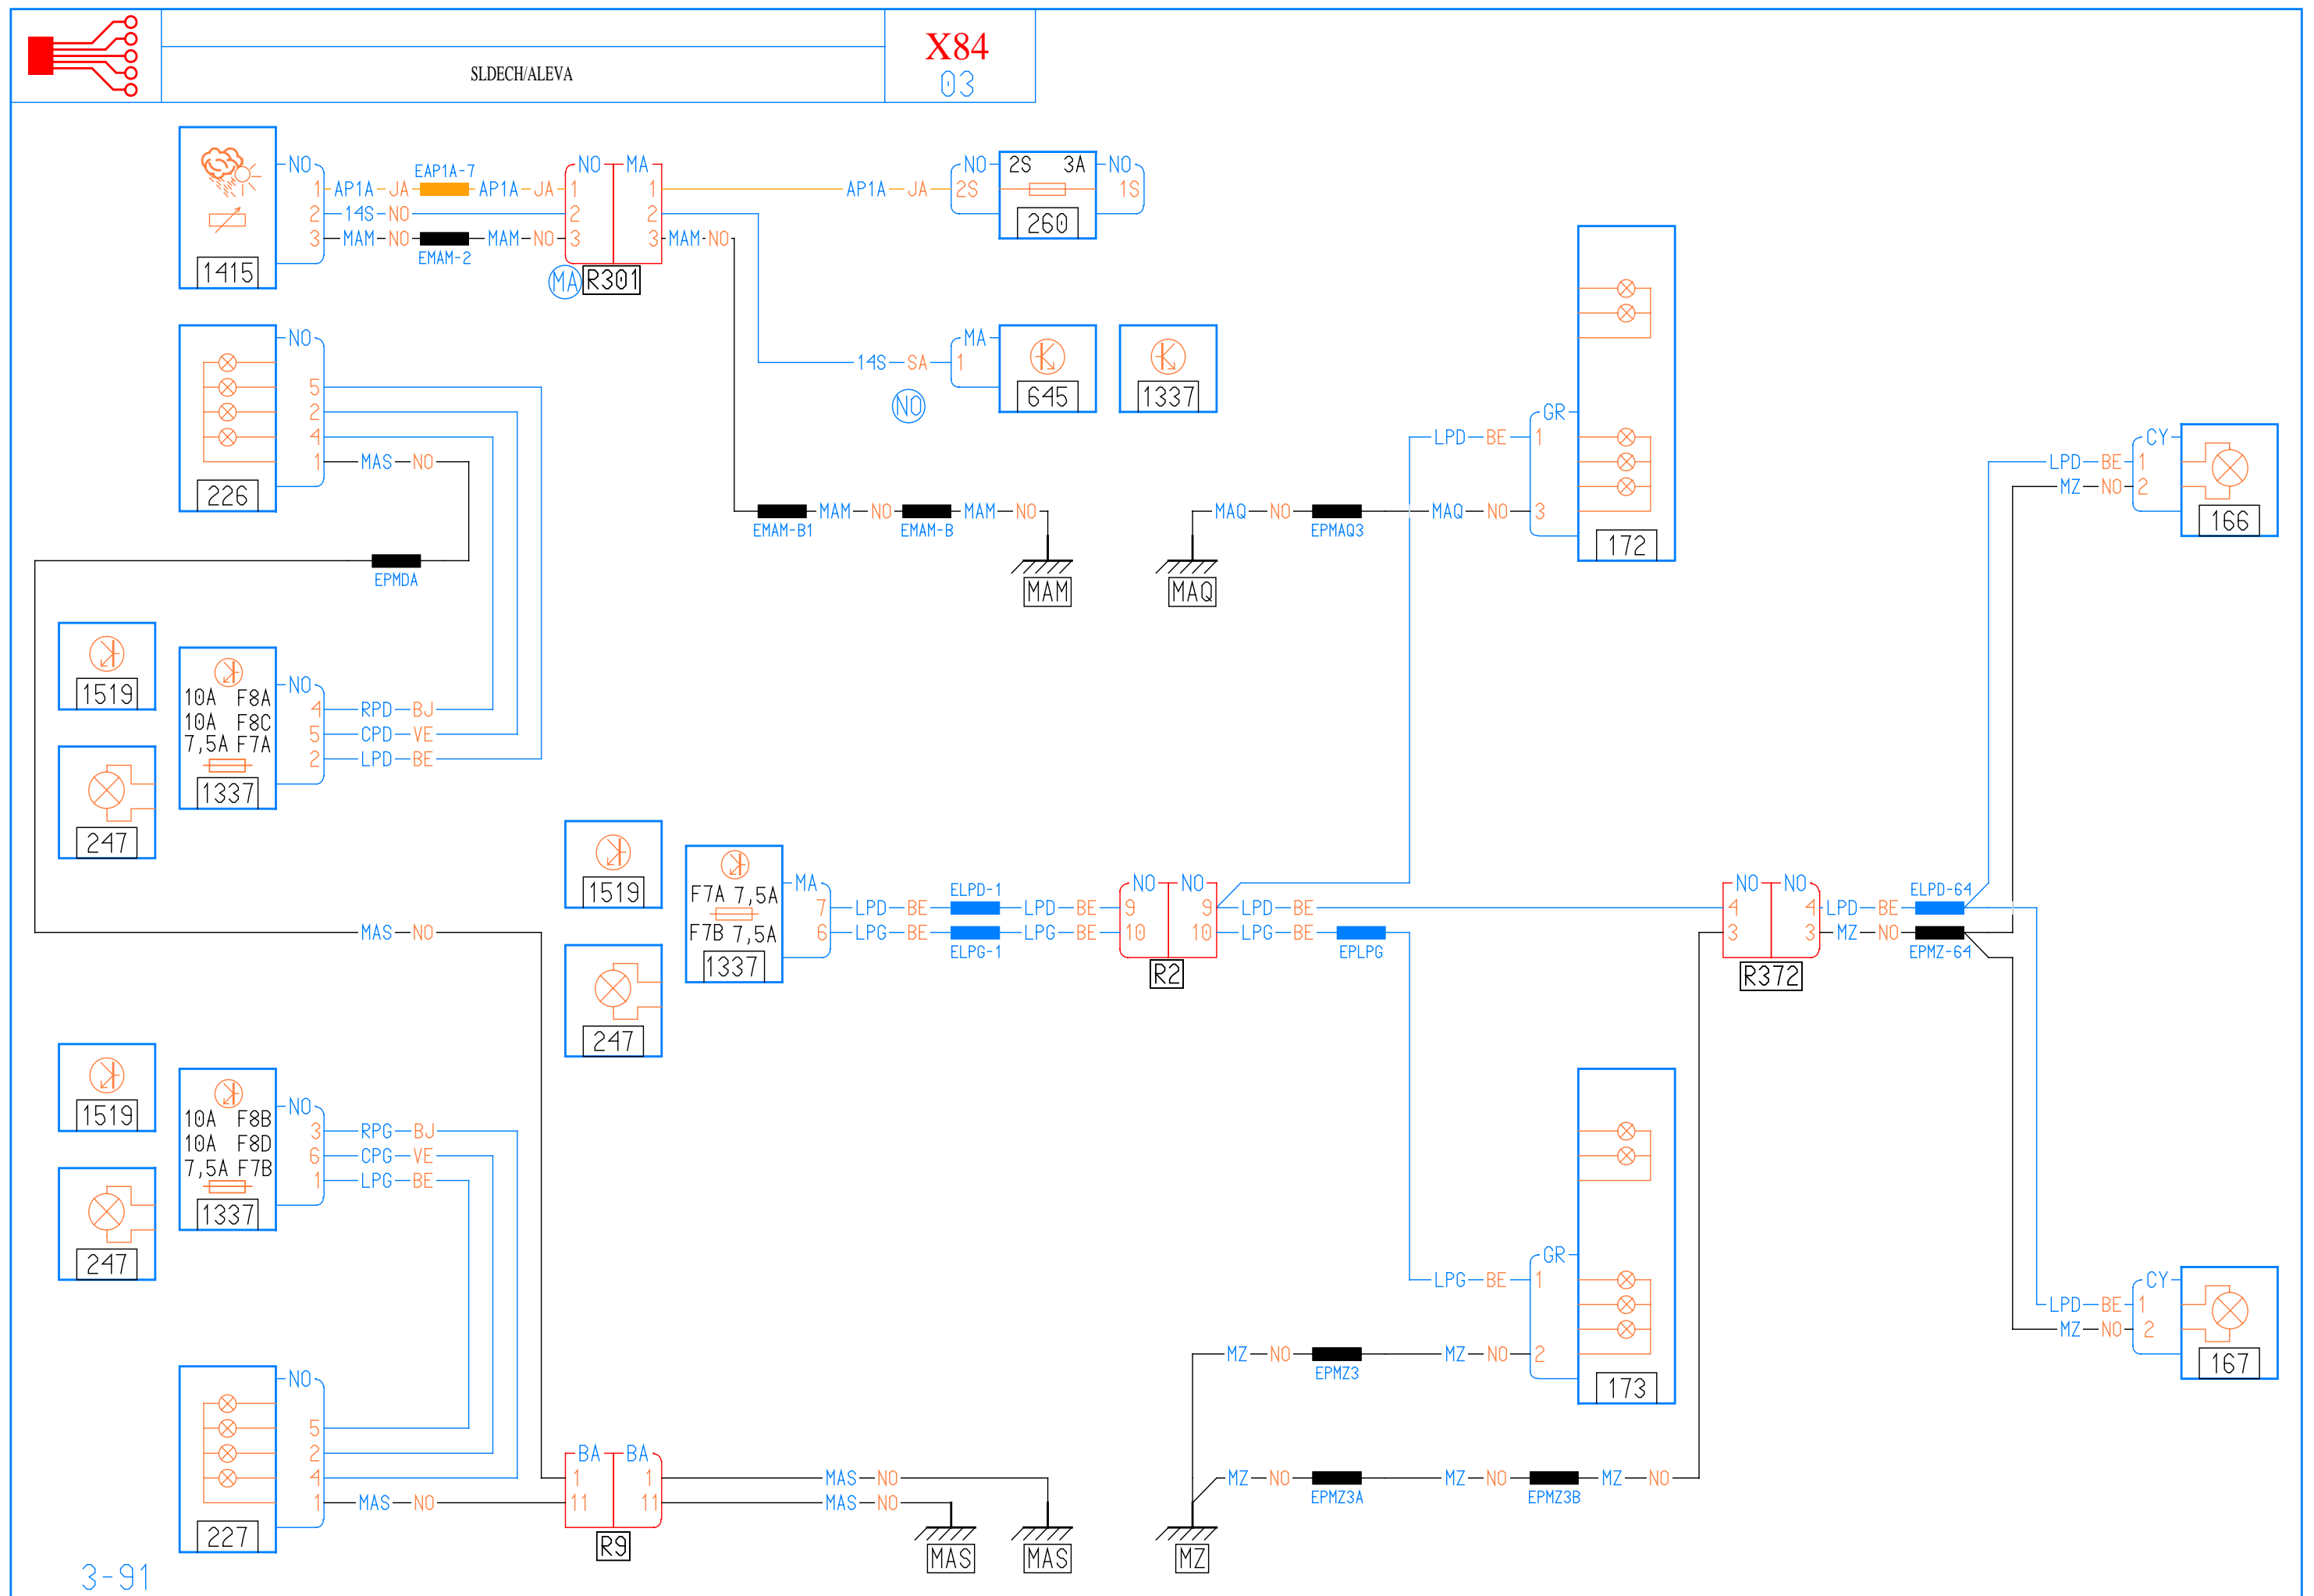 X84
SLDECH/ALEVA
03
NO
1 AP1A JA EAP1A-7 AP1A JA 1
2 14S NO 2
3 MAM NO EMAM-2 MAM NO 3
1415
NO MA
1 AP1A JA 2S
2
3 MAM NO
MA R301
NO 2S 3A NO
1S
260
NO
5
2
4
1 MAS NO
226
EPMDA
14S SA 1
MA
NO
645
1337
EMAM-B1 MAM NO EMAM-B MAM NO
MAM
MAQ NO EPMAQ3 MAQ NO 3
MAQ
GR
LPD BE 1
172
CY
LPD BE 1
MZ NO 2
166
1519
10A F8A
10A F8C
7,5A F7A
1337
NO
4 RPD BJ
5 CPD VE
2 LPD BE
247
1519
F7A 7,5A
F7B 7,5A
1337
MA
7 LPD BE ELPD-1 LPD BE 9
6 LPG BE ELPG-1 LPG BE 10
NO NO
9 LPD BE 4
10 LPG BE EPLPG
R2
247
NO NO
4 LPD BE ELPD-64
3 3 MZ NO EPMZ-64
R372
MAS NO
1519
10A F8B
10A F8D
7,5A F7B
1337
NO
3 RPG BJ
6 CPG VE
1 LPG BE
247
GR
LPG BE 1
MZ NO EPMZ3 MZ NO 2
173
CY
LPD BE 1
MZ NO 2
167
NO
5
2
4
1 MAS NO 11
227
BA BA
1 1 MAS NO
11 MAS NO
R9
MAS
MAS
MZ NO EPMZ3A MZ NO EPMZ3B MZ NO
MZ
3-91